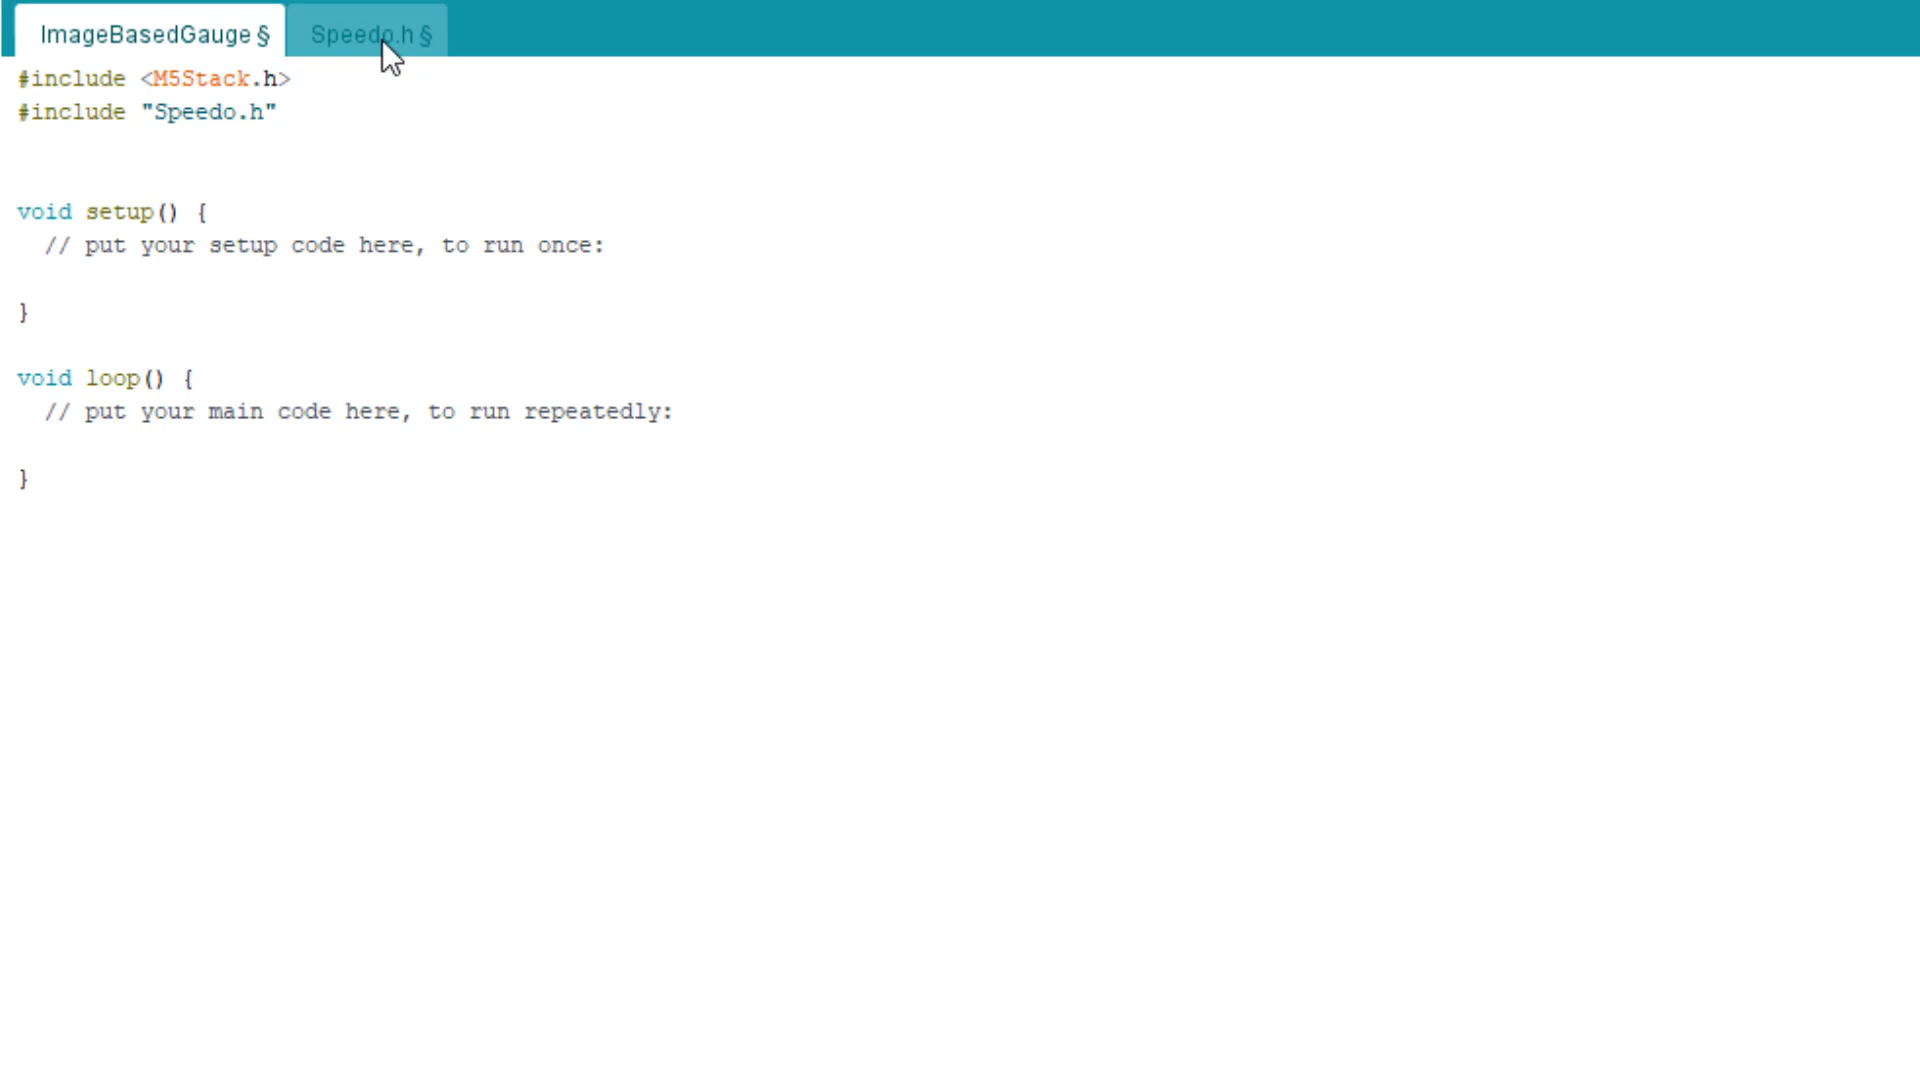 ImageBasedGauge § Speedo.h §
#include <M5Stack.h>
#include "Speedo.h"
void setup() {
  // put your setup code here, to run once:
}
void loop() {
  // put your main code here, to run repeatedly:
}